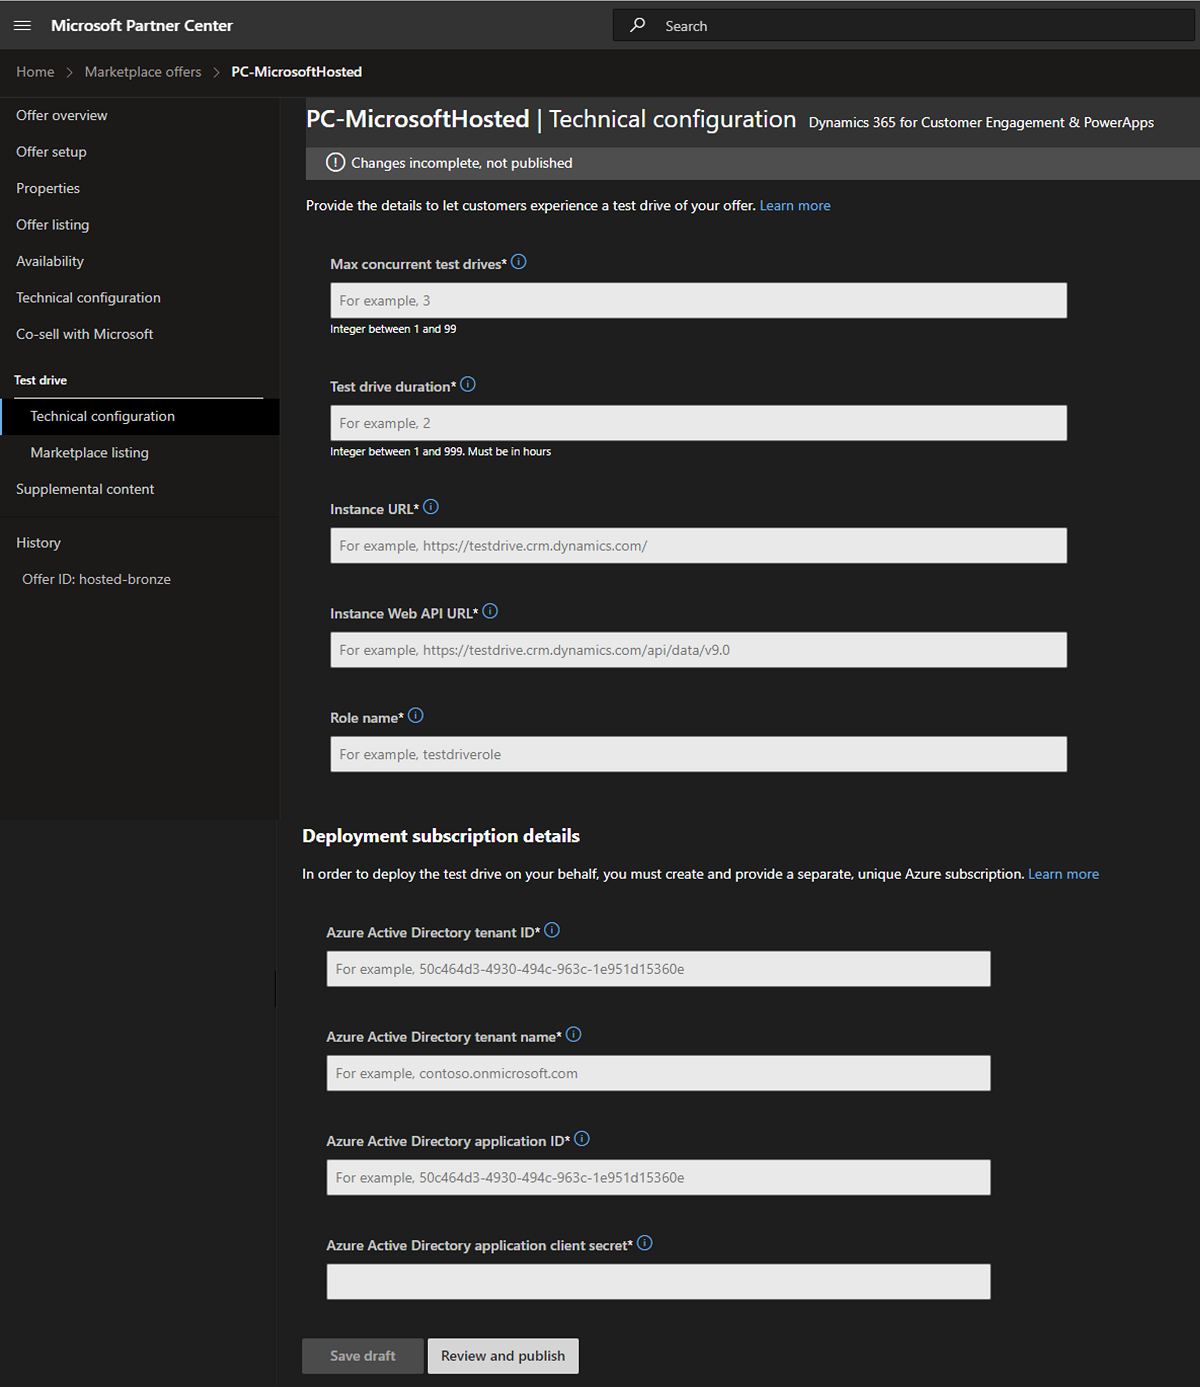 Microsoft Partner Center
Search
Home > Marketplace offers > PC-MicrosoftHosted
Offer overview
Offer setup
Properties
Offer listing
Availability
Technical configuration
Co-sell with Microsoft
Test drive
Technical configuration
Marketplace listing
Supplemental content
History
Offer ID: hosted-bronze
PC-MicrosoftHosted | Technical configuration Dynamics 365 for Customer Engagement & PowerApps
Changes incomplete, not published
Provide the details to let customers experience a test drive of your offer. Learn more
Max concurrent test drives*
For example, 3
Integer between 1 and 99
Test drive duration*
For example, 2
Integer between 1 and 999. Must be in hours
Instance URL*
For example, https://testdrive.crm.dynamics.com/
Instance Web API URL*
For example, https://testdrive.crm.dynamics.com/api/data/v9.0
Role name*
For example, testdriverole
Deployment subscription details
In order to deploy the test drive on your behalf, you must create and provide a separate, unique Azure subscription. Learn more
Azure Active Directory tenant ID*
For example, 50c464d3-4930-494c-963c-1e951d15360e
Azure Active Directory tenant name*
For example, contoso.onmicrosoft.com
Azure Active Directory application ID*
For example, 50c464d3-4930-494c-963c-1e951d15360e
Azure Active Directory application client secret*
Save draft
Review and publish